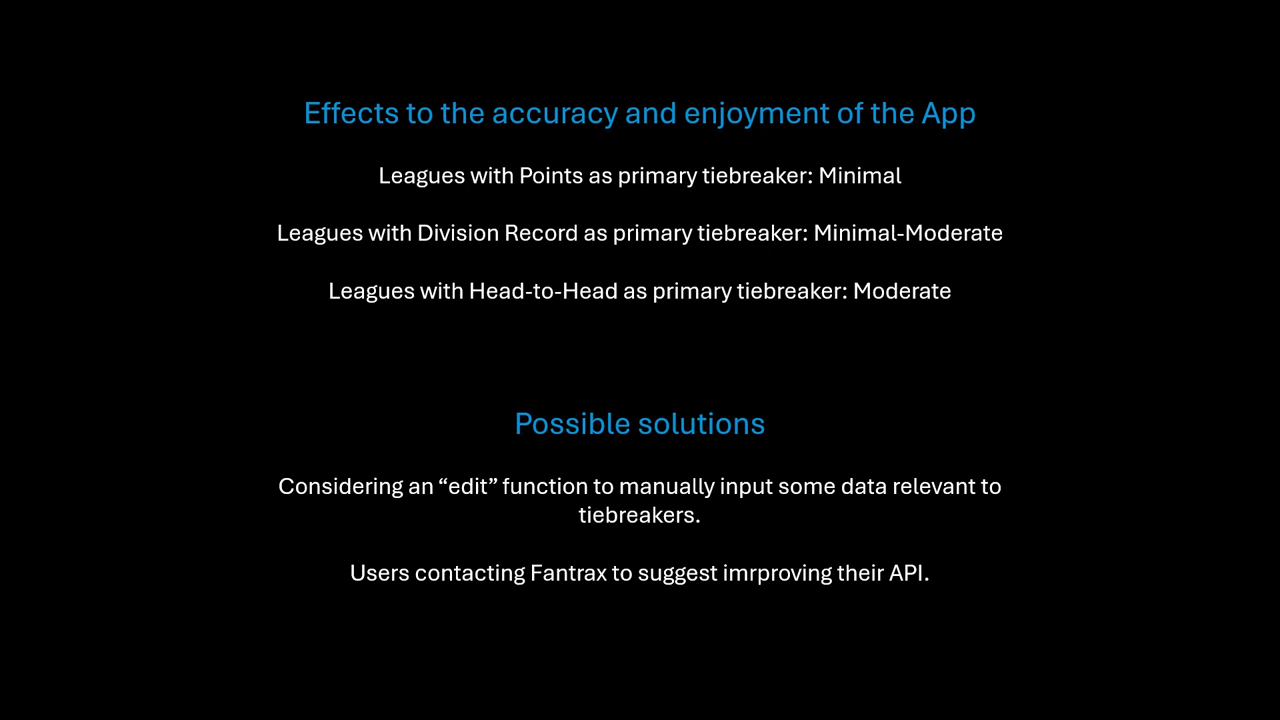 Effects to the accuracy and enjoyment of the App
Leagues with Points as primary tiebreaker: Minimal
Leagues with Division Record as primary tiebreaker: Minimal-Moderate
Leagues with Head-to-Head as primary tiebreaker: Moderate
Possible solutions
Considering an “edit” function to manually input some data relevant to
tiebreakers.
Users contacting Fantrax to suggest imrproving their API.